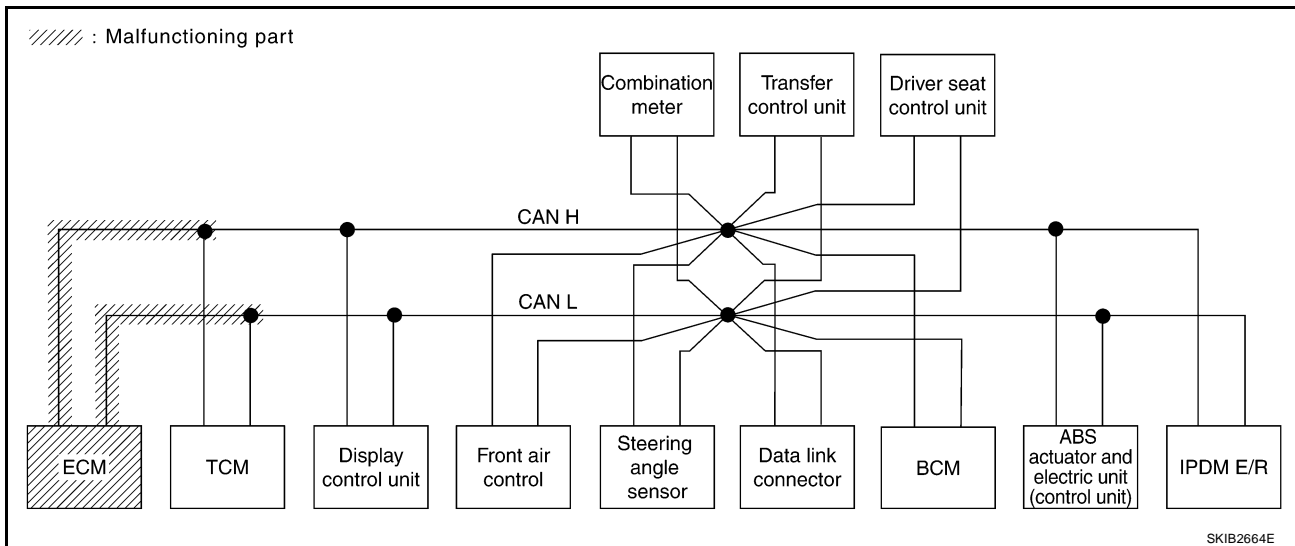 : Malfunctioning part
Combination
meter
Transfer
control unit
Driver seat
control unit
CAN H
CAN L
ECM
TCM
Display
control unit
Front air
control
Steering
angle
sensor
Data link
connector
BCM
ABS
actuator and
electric unit
(control unit)
IPDM E/R
SKIB2664E